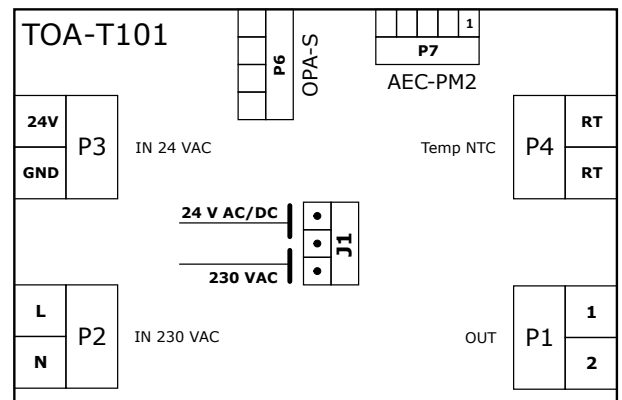 TOA-T101
P6
OPA-S
1
P7
AEC-PM2
24V
GND
P3
IN 24 VAC
Temp NTC
P4
RT
RT
24 V AC/DC
230 VAC
J1
L
N
P2
IN 230 VAC
OUT
P1
1
2